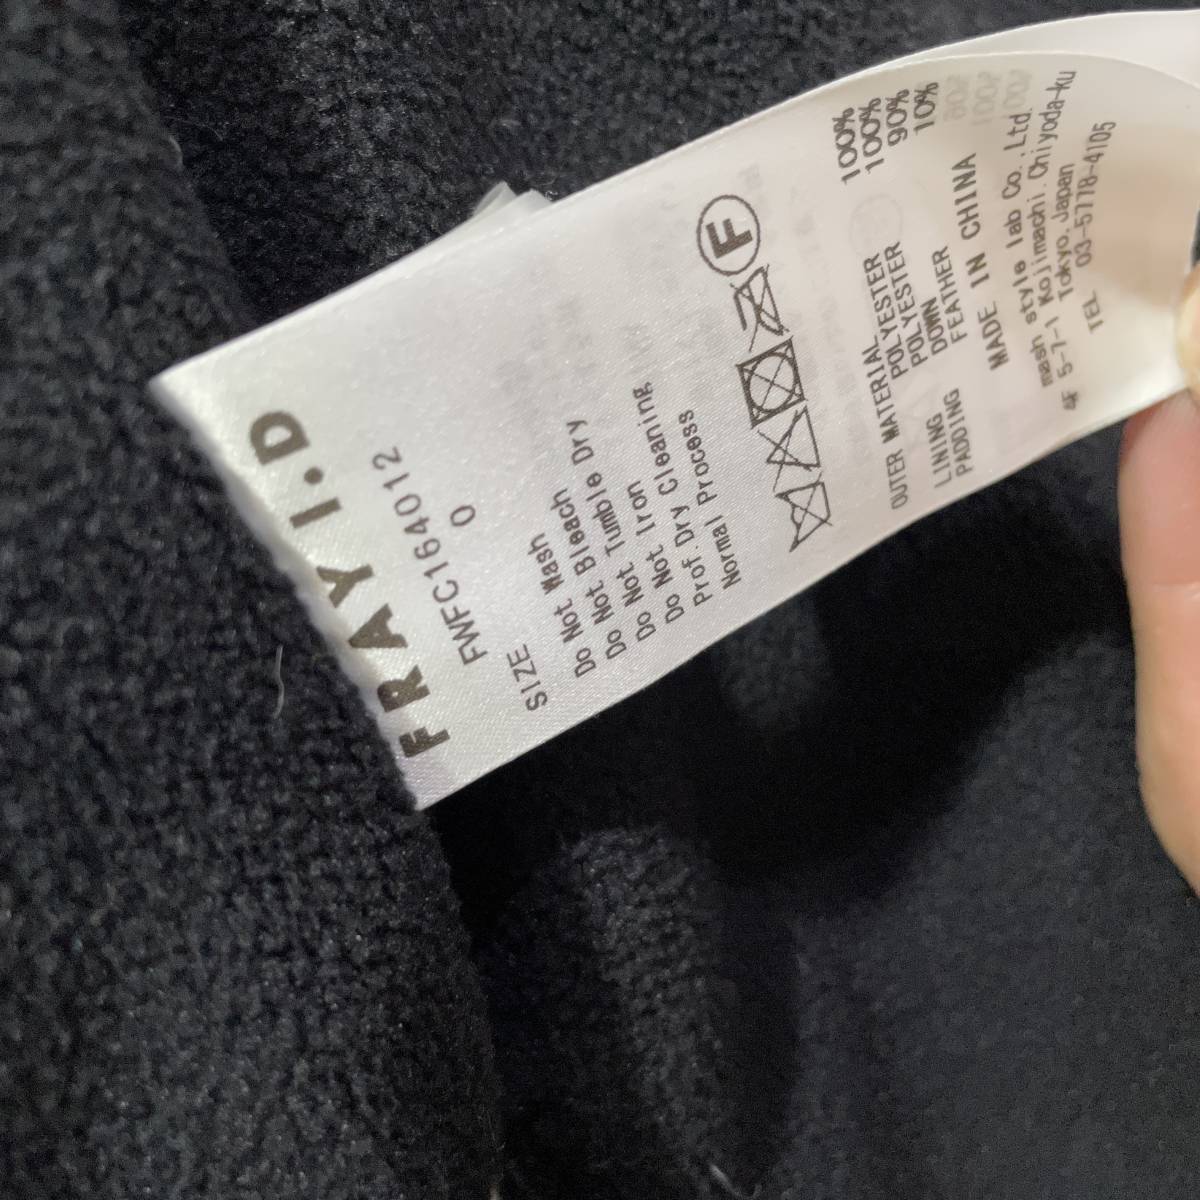 FRAY I.D
FWFC164012
SIZE 0
Do Not Wash
Do Not Bleach
Do Not Tumble Dry
Do Not Iron
Prof. Dry Cleaning
Normal Process
F
OUTER MATERIAL POLYESTER 100%
LINING POLYESTER 100%
PADDING DOWN 90%
FEATHER 10%
MADE IN CHINA
mash style lab Co.,Ltd.
4F 5-7-1 Kojimachi.Chiyoda-ku
Tokyo.Japan
TEL 03-5778-4705